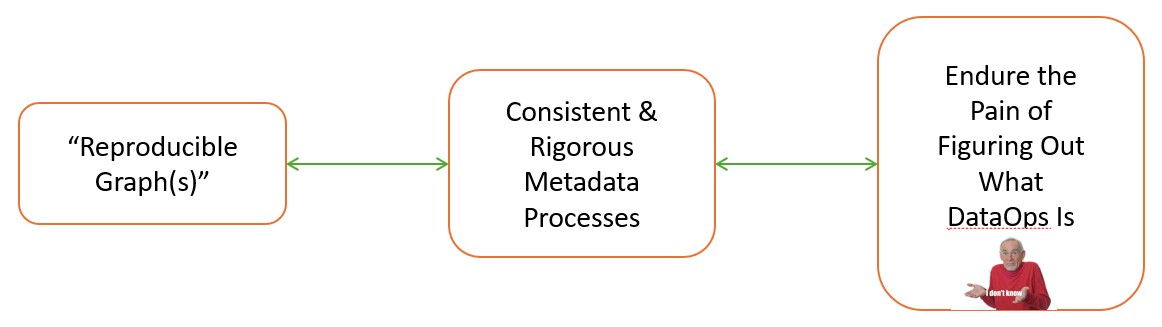 “Reproducible
Graph(s)”
Consistent &
Rigorous
Metadata
Processes
Endure the
Pain of
Figuring Out
What
DataOps Is
I don't know